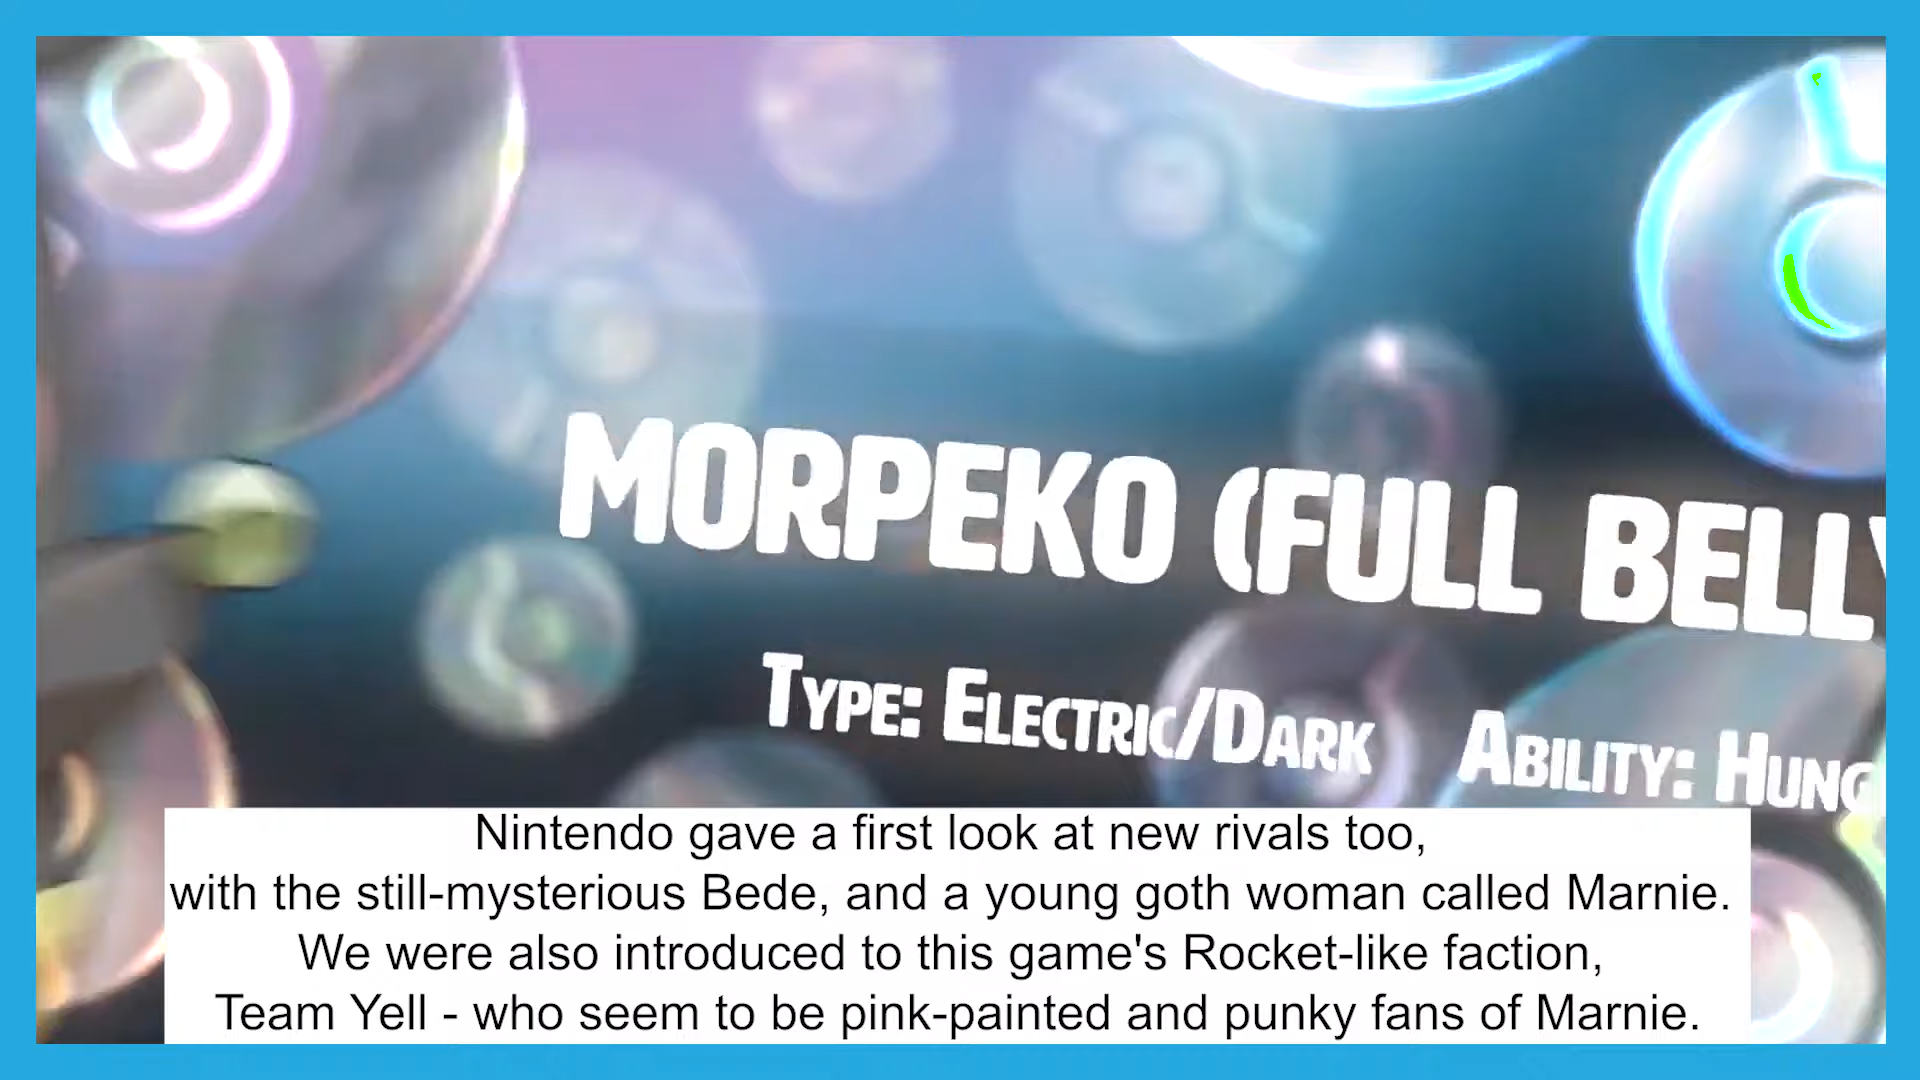 MORPEKO (FULL BELLY
TYPE: ELECTRIC/DARK ABILITY: HUNG
Nintendo gave a first look at new rivals too,
with the still-mysterious Bede, and a young goth woman called Marnie.
We were also introduced to this game's Rocket-like faction,
Team Yell - who seem to be pink-painted and punky fans of Marnie.